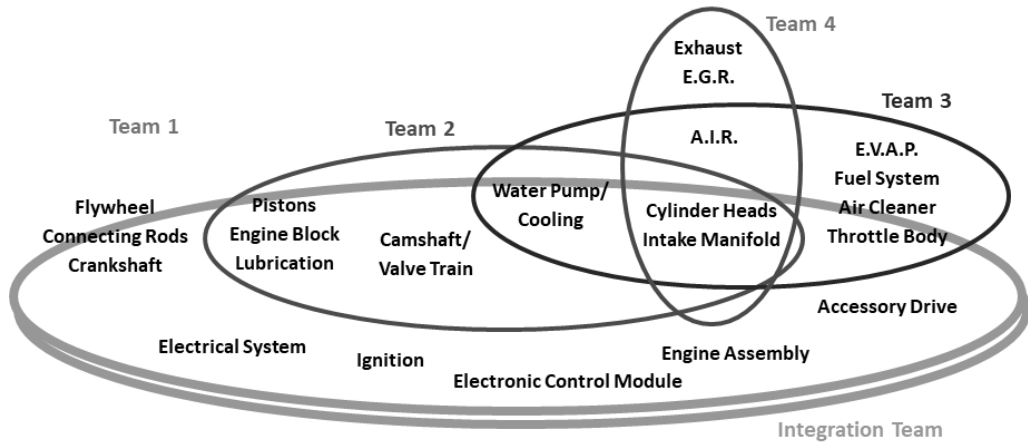 Team 4
Exhaust
E.G.R.
Team 3
Team 1
Team 2
A.I.R.
E.V.A.P.
Fuel System
Air Cleaner
Throttle Body
Water Pump/
Cooling
Cylinder Heads
Intake Manifold
Flywheel
Connecting Rods
Crankshaft
Pistons
Engine Block
Lubrication
Camshaft/
Valve Train
Accessory Drive
Electrical System
Ignition
Engine Assembly
Electronic Control Module
Integration Team